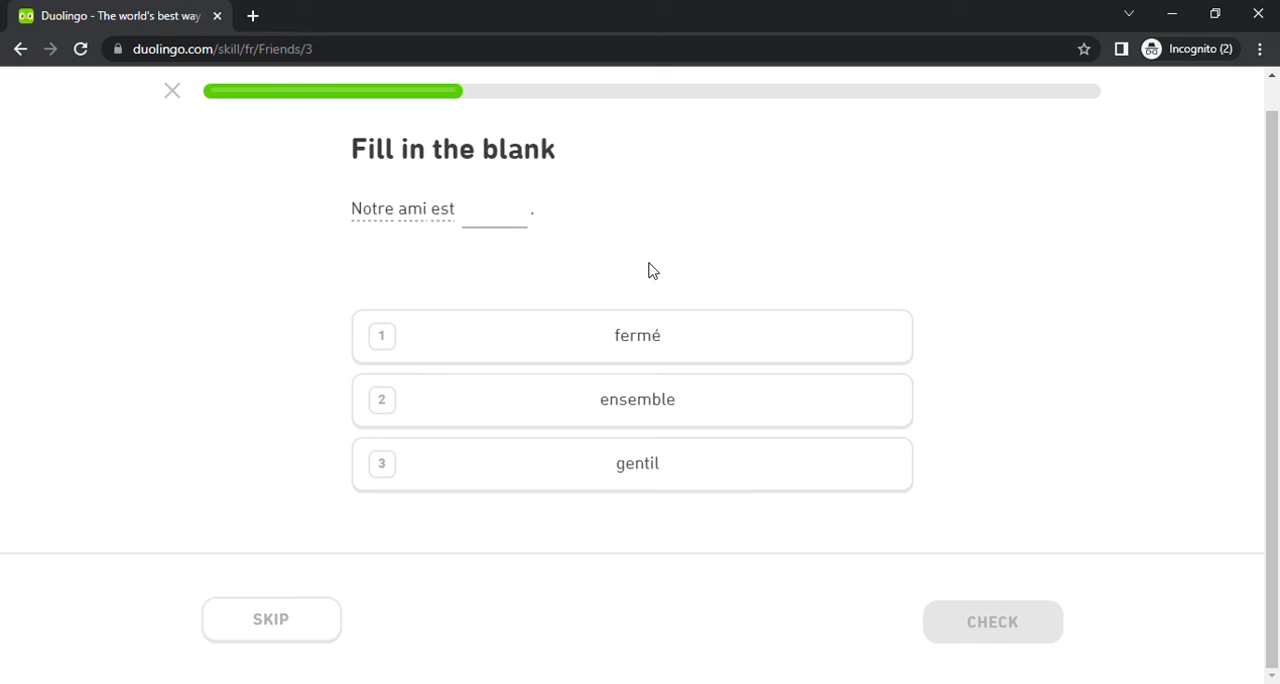 Duolingo - The world's best way
duolingo.com/skill/fr/Friends/3
Incognito (2)
Fill in the blank
Notre ami est ______ .
1 fermé
2 ensemble
3 gentil
SKIP
CHECK